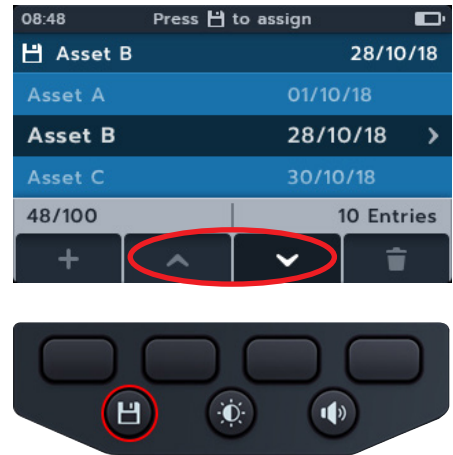 08:48 Press to assign
Asset B 28/10/18
Asset A 01/10/18
Asset B 28/10/18
Asset C 30/10/18
48/100 10 Entries